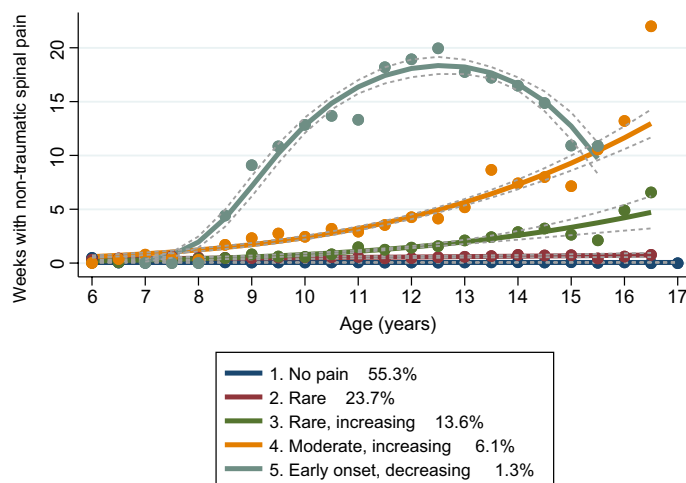 Weeks with non-traumatic spinal pain
20
15
10
5
0
6 7 8 9 10 11 12 13 14 15 16 17
Age (years)
1. No pain 55.3%
2. Rare 23.7%
3. Rare, increasing 13.6%
4. Moderate, increasing 6.1%
5. Early onset, decreasing 1.3%